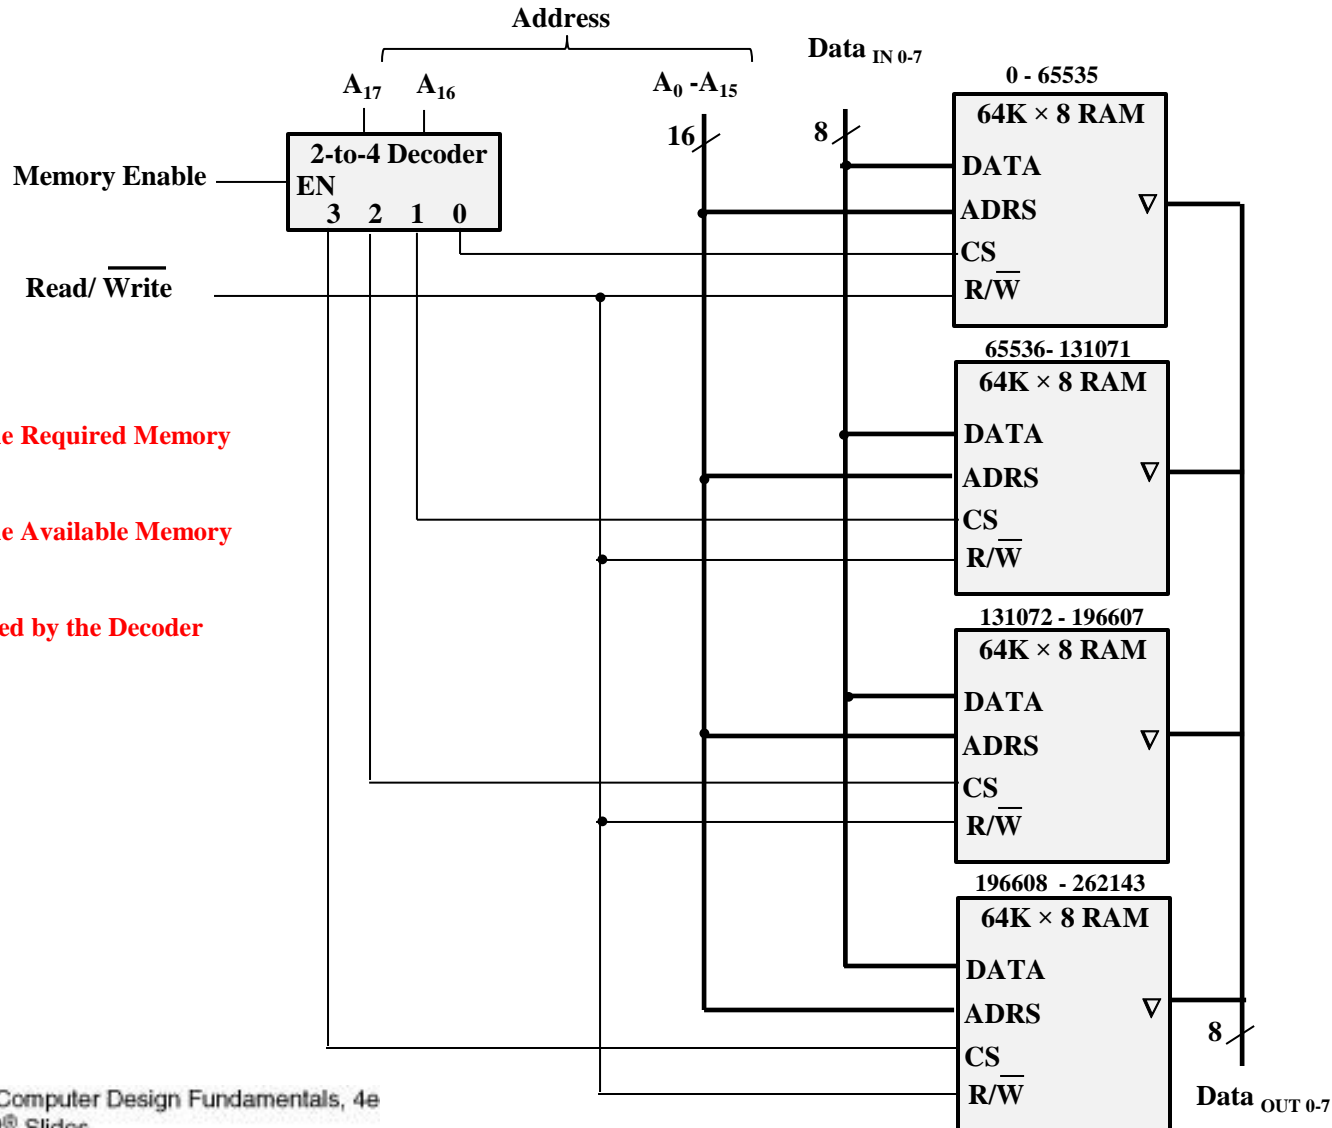 Address
Data IN 0-7
A17 A16 A0 -A15
16
8
0 - 65535
64K × 8 RAM
DATA
ADRS
CS
R/W̅
2-to-4 Decoder
EN
3 2 1 0
Memory Enable
Read/ W̅r̅i̅t̅e̅
65536- 131071
64K × 8 RAM
DATA
ADRS
CS
R/W̅
Required Memory
Available Memory
by the Decoder
131072 - 196607
64K × 8 RAM
DATA
ADRS
CS
R/W̅
196608 - 262143
64K × 8 RAM
DATA
ADRS
CS
R/W̅
8
Data OUT 0-7
Computer Design Fundamentals, 4e
® Slides